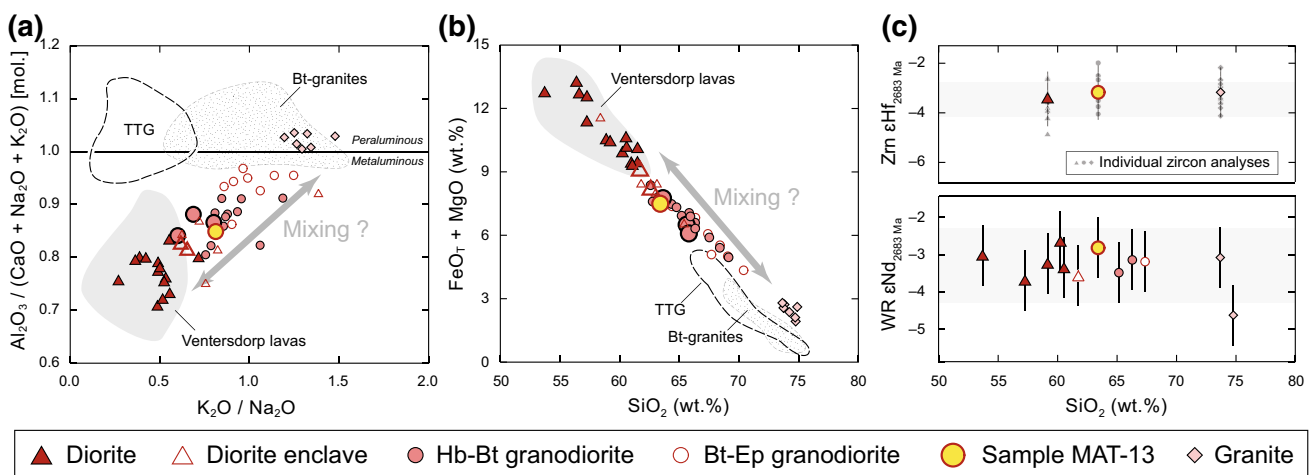 (a)
Al₂O₃ / (CaO + Na₂O + K₂O) [mol.]
1.2
1.1
1.0
0.9
0.8
0.7
0.6
Bt-granites
TTG
Peraluminous
Metaluminous
Mixing ?
Ventersdorp lavas
0.0 0.5 1.0 1.5 2.0
K₂O / Na₂O
(b)
FeO_T + MgO (wt.%)
15
12
9
6
3
0
Ventersdorp lavas
Mixing ?
TTG
Bt-granites
50 55 60 65 70 75 80
SiO₂ (wt.%)
(c)
Zrn εHf₂₆₈₃ Ma
−2
−4
−6
Individual zircon analyses
WR εNd₂₆₈₃ Ma
−2
−3
−4
−5
50 55 60 65 70 75 80
SiO₂ (wt.%)
Diorite Diorite enclave Hb-Bt granodiorite Bt-Ep granodiorite Sample MAT-13 Granite